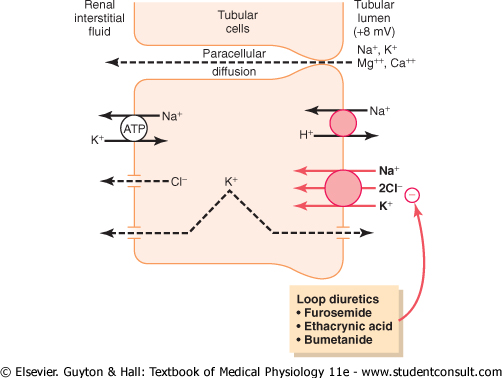 Renal
interstitial
fluid
Tubular
cells
Tubular
lumen
(+8 mV)
Paracellular
diffusion
Na⁺, K⁺
Mg⁺⁺, Ca⁺⁺
Na⁺
ATP
K⁺
Na⁺
H⁺
Cl⁻
K⁺
Na⁺
2Cl⁻
K⁺
−
Loop diuretics
• Furosemide
• Ethacrynic acid
• Bumetanide
© Elsevier. Guyton & Hall: Textbook of Medical Physiology 11e - www.studentconsult.com